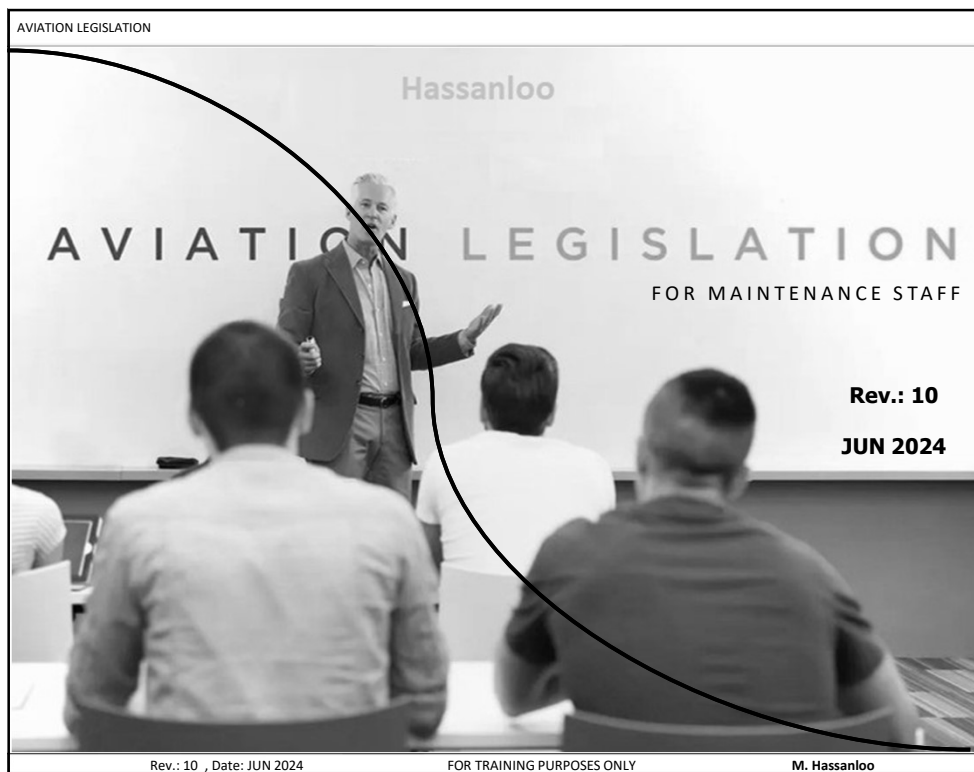 AVIATION LEGISLATION
Hassanloo
AVIATION LEGISLATION
FOR MAINTENANCE STAFF
Rev.: 10
JUN 2024
Rev.: 10 , Date: JUN 2024 FOR TRAINING PURPOSES ONLY M. Hassanloo